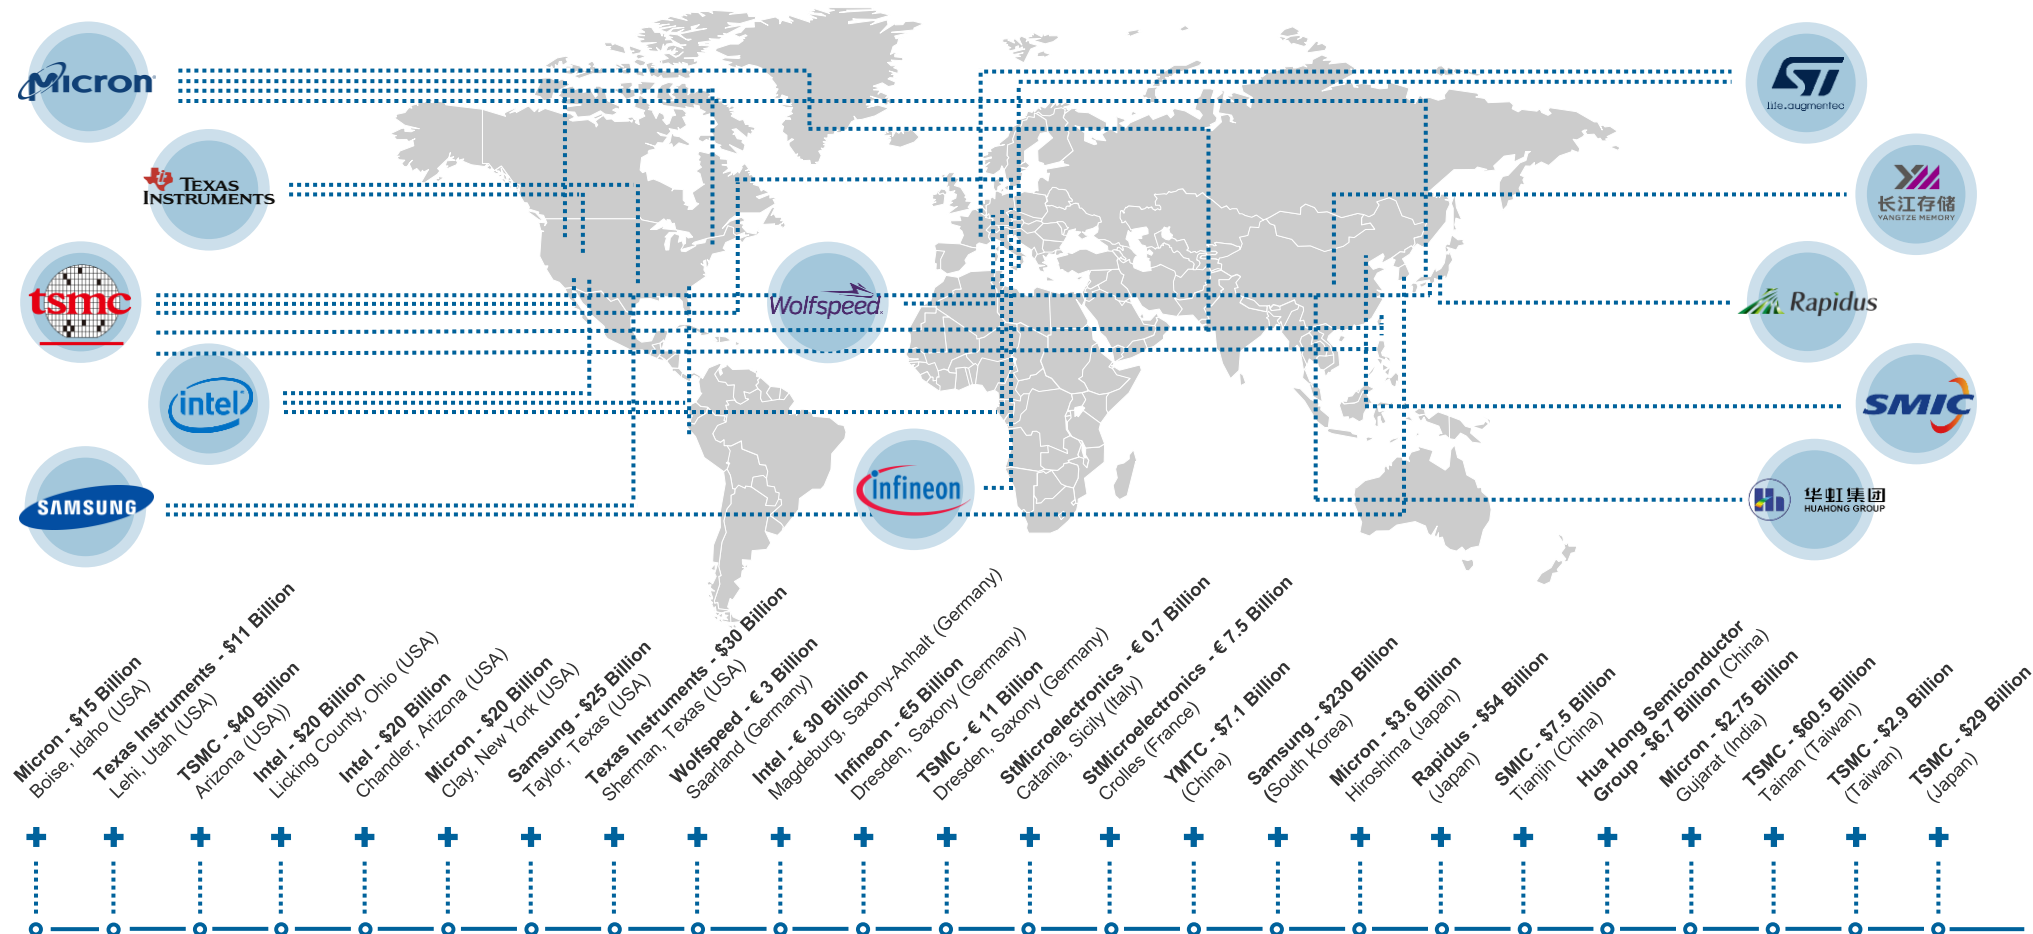 Micron®
TEXAS
INSTRUMENTS
tsmc
intel®
SAMSUNG
Wolfspeed
infineon
life.augmented
长江存储
YANGTZE MEMORY
Rapidus
SMIC
华虹集团
HUAHONG GROUP
Micron - $15 Billion
Boise, Idaho (USA)
Texas Instruments - $11 Billion
Lehi, Utah (USA)
TSMC - $40 Billion
Arizona (USA))
Intel - $20 Billion
Licking County, Ohio (USA)
Intel - $20 Billion
Chandler, Arizona (USA)
Micron - $20 Billion
Clay, New York (USA)
Samsung - $25 Billion
Taylor, Texas (USA)
Texas Instruments - $30 Billion
Sherman, Texas (USA)
Wolfspeed - € 3 Billion
Saarland (Germany)
Intel - € 30 Billion
Magdeburg, Saxony-Anhalt (Germany)
Infineon - €5 Billion
Dresden, Saxony (Germany)
TSMC - € 11 Billion
Dresden, Saxony (Germany)
StMicroelectronics - € 0.7 Billion
Catania, Sicily (Italy)
StMicroelectronics - € 7.5 Billion
Crolles (France)
YMTC - $7.1 Billion
(China)
Samsung - $230 Billion
(South Korea)
Micron - $3.6 Billion
Hiroshima (Japan)
Rapidus - $54 Billion
(Japan)
SMIC - $7.5 Billion
Tianjin (China)
Hua Hong Semiconductor
Group - $6.7 Billion (China)
Micron - $2.75 Billion
Gujarat (India)
TSMC - $60.5 Billion
Tainan (Taiwan)
TSMC - $2.9 Billion
(Taiwan)
TSMC - $29 Billion
(Japan)